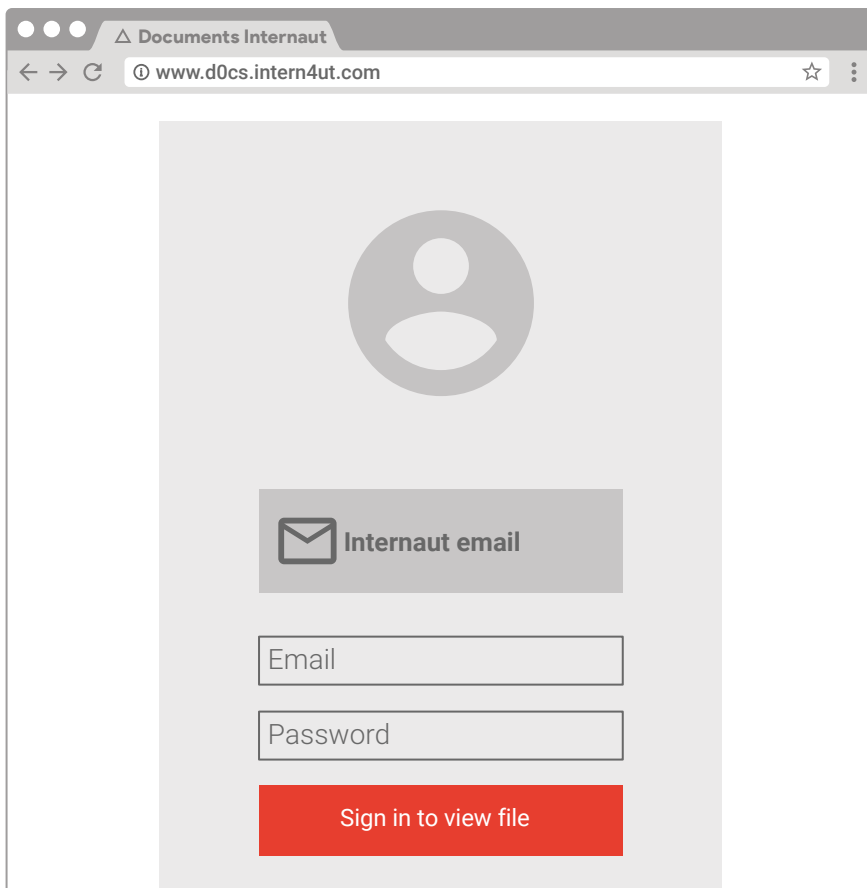 Documents Internaut
www.d0cs.intern4ut.com
Internaut email
Email
Password
Sign in to view file